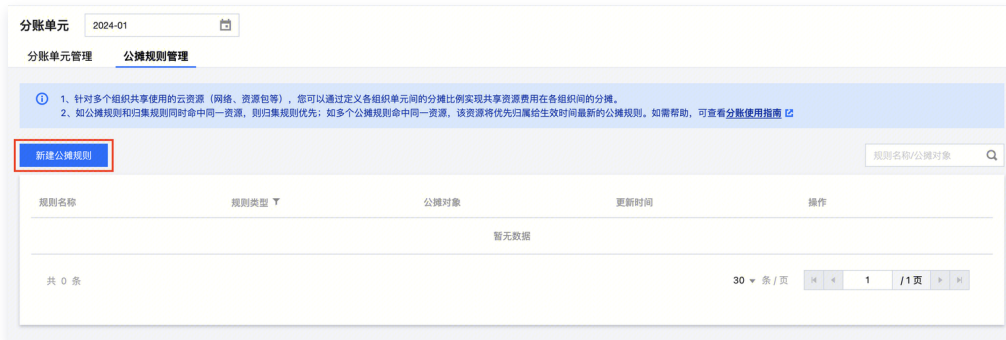 分账单元 2024-01
分账单元管理 公摊规则管理
1、针对多个组织共享使用的云资源（网络、资源包等），您可以通过定义各组织单元间的分摊比例实现共享资源费用在各组织间的分摊。
2、如公摊规则和归集规则同时命中同一资源，则归集规则优先；如多个公摊规则命中同一资源，该资源将优先归属给生效时间最新的公摊规则。如需帮助，可查看分账使用指南
新建公摊规则 规则名称/公摊对象
规则名称 规则类型 公摊对象 更新时间 操作
暂无数据
共 0 条 30 条 / 页 1 / 1 页